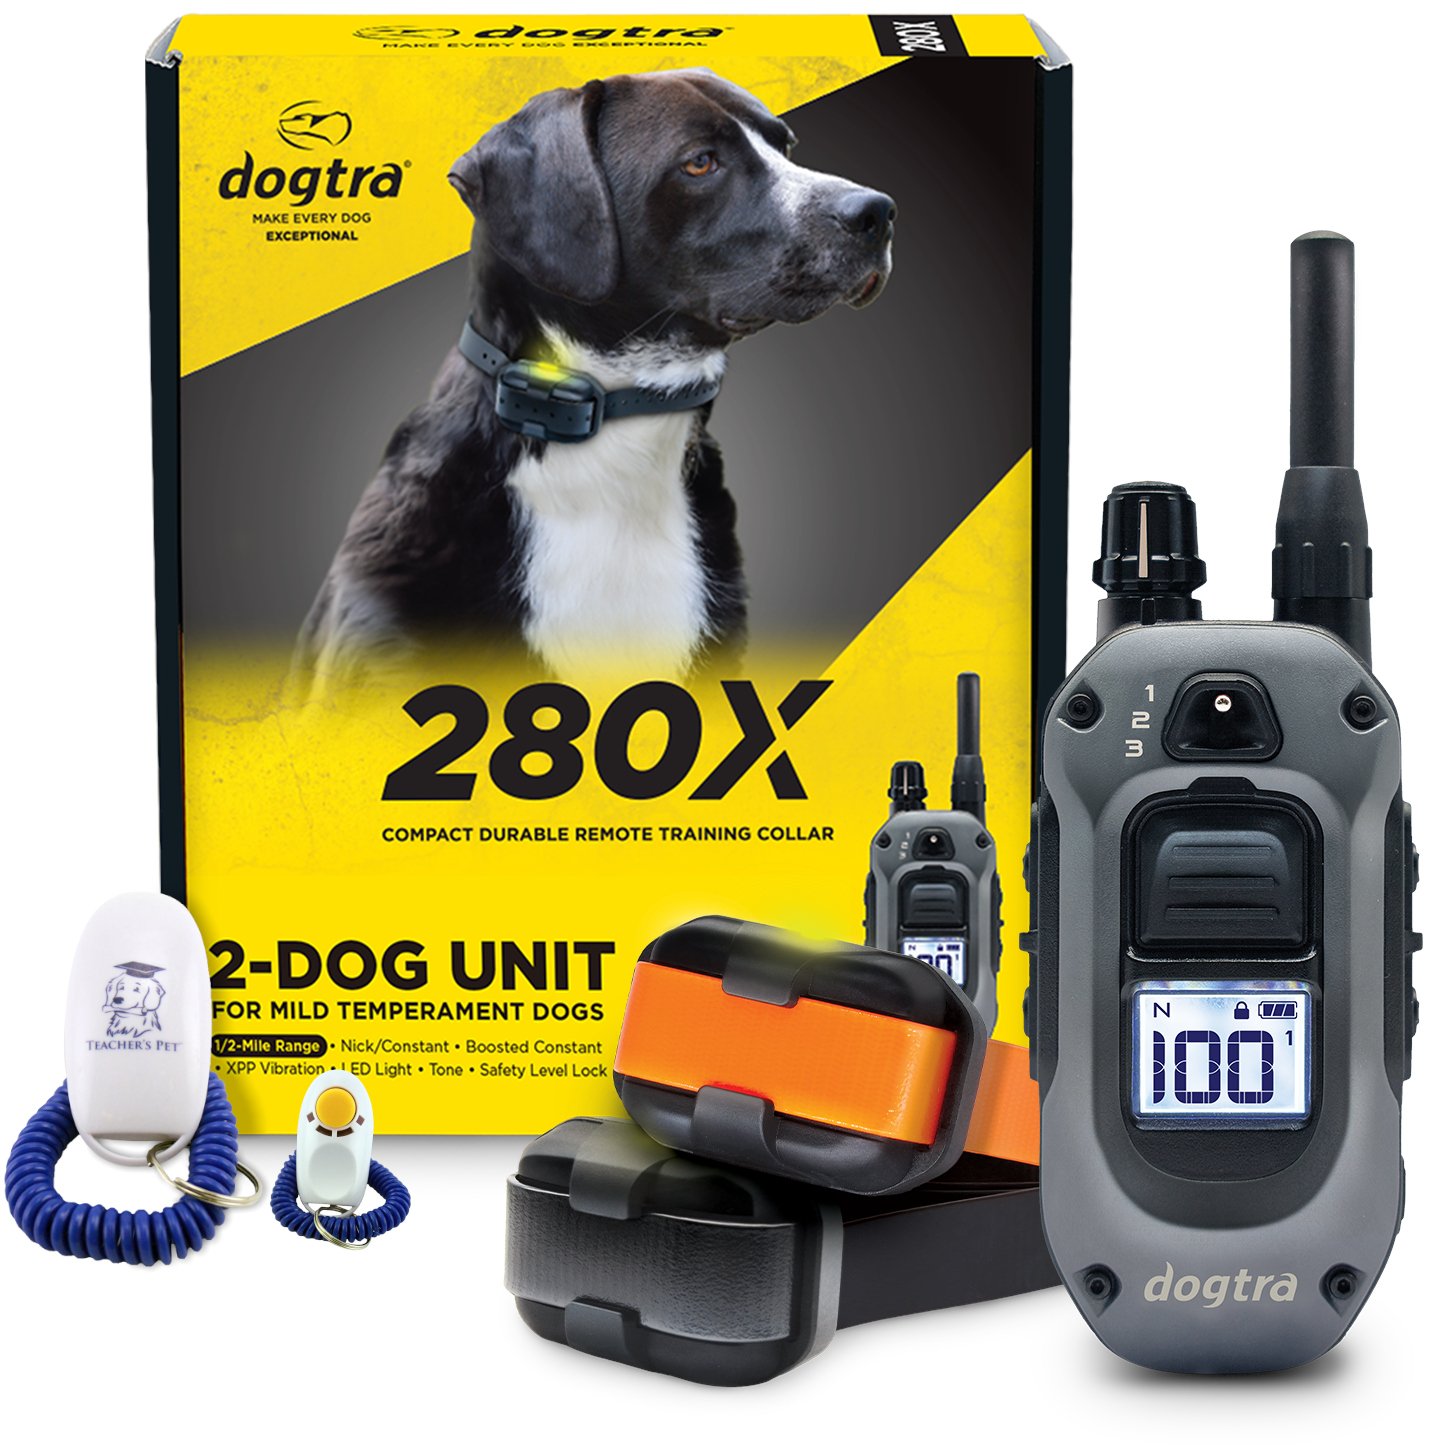 dogtra
MAKE EVERY DOG EXCEPTIONAL
280X
dogtra®
MAKE EVERY DOG
EXCEPTIONAL
280X
COMPACT DURABLE REMOTE TRAINING COLLAR
2-DOG UNIT
FOR MILD TEMPERAMENT DOGS
1/2-Mile Range • Nick/Constant • Boosted Constant
• XPP Vibration • LED Light • Tone • Safety Level Lock
TEACHER'S PET
1
2
3
N
100 1
dogtra